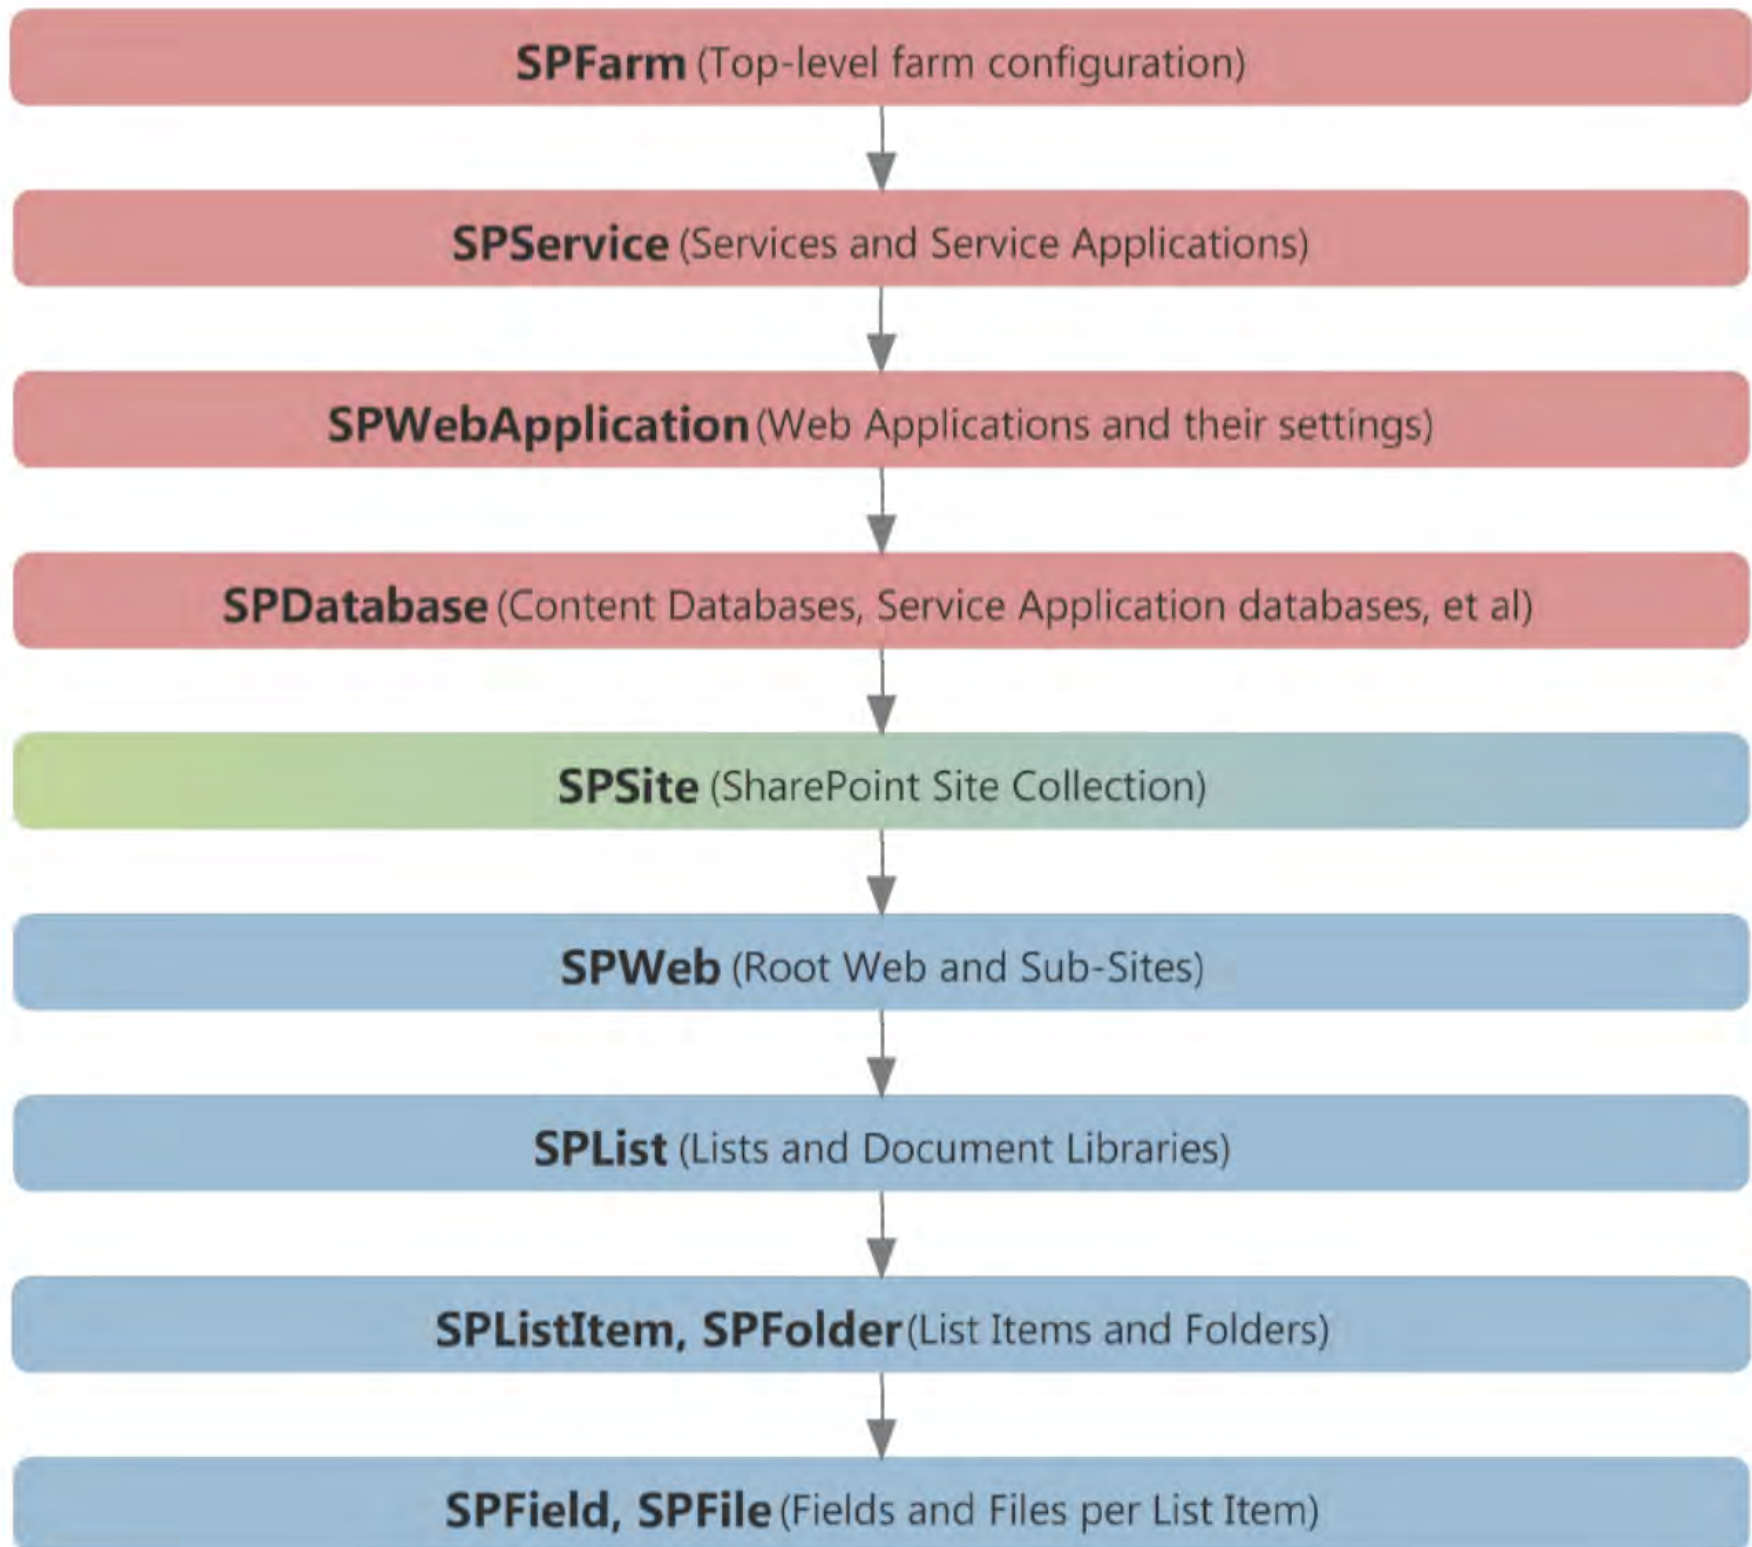 SPFarm (Top-level farm configuration)
SPService (Services and Service Applications)
SPWebApplication (Web Applications and their settings)
SPDatabase (Content Databases, Service Application databases, et al)
SPSite (SharePoint Site Collection)
SPWeb (Root Web and Sub-Sites)
SPList (Lists and Document Libraries)
SPListItem, SPFolder (List Items and Folders)
SPField, SPFile (Fields and Files per List Item)